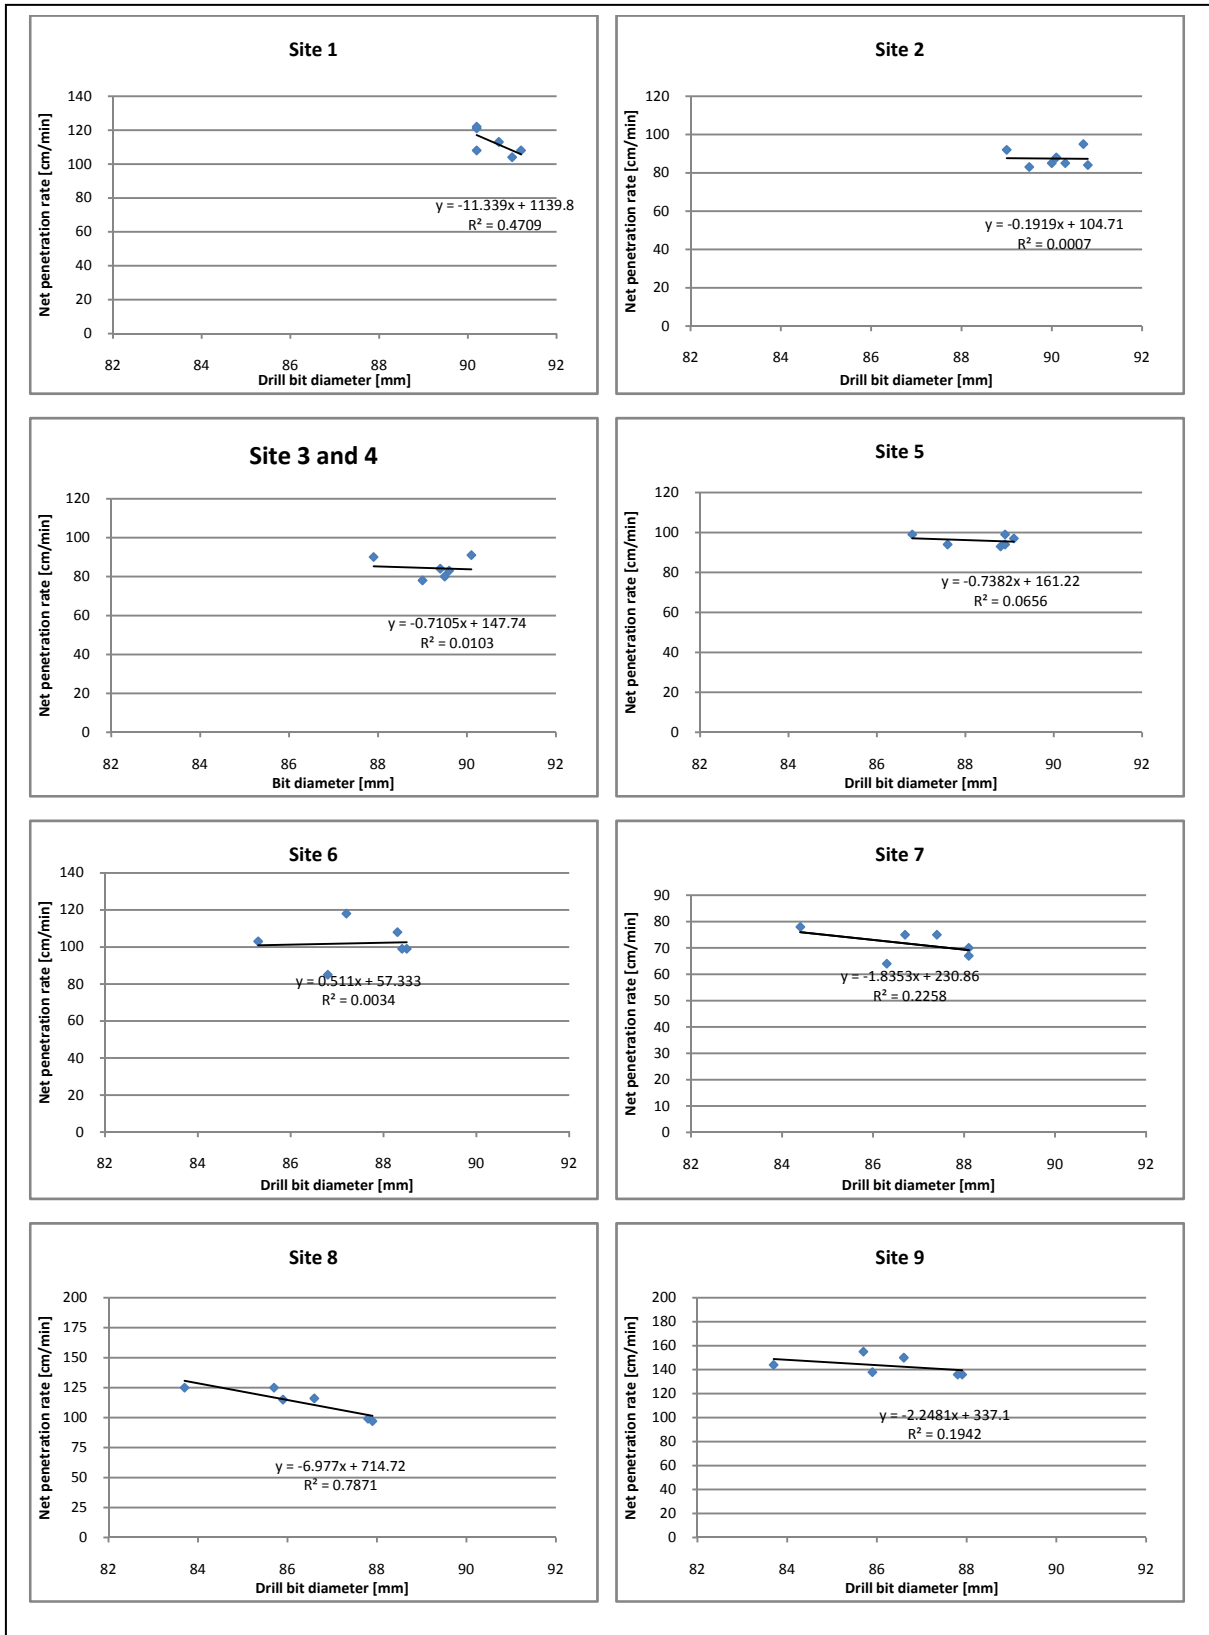 Site 1
Net penetration rate [cm/min]
140
120
100
80
60
40
20
0
y = -11.339x + 1139.8
R² = 0.4709
82 84 86 88 90 92
Drill bit diameter [mm]
Site 2
Net penetration rate [cm/min]
120
100
80
60
40
20
0
y = -0.1919x + 104.71
R² = 0.0007
82 84 86 88 90 92
Drill bit diameter [mm]
Site 3 and 4
Net penetration rate [cm/min]
120
100
80
60
40
20
0
y = -0.7105x + 147.74
R² = 0.0103
82 84 86 88 90 92
Bit diameter [mm]
Site 5
Net penetration rate [cm/min]
120
100
80
60
40
20
0
y = -0.7382x + 161.22
R² = 0.0656
82 84 86 88 90 92
Drill bit diameter [mm]
Site 6
Net penetration rate [cm/min]
140
120
100
80
60
40
20
0
y = 0.511x + 57.333
R² = 0.0034
82 84 86 88 90 92
Drill bit diameter [mm]
Site 7
Net penetration rate [cm/min]
90
80
70
60
50
40
30
20
10
0
y = -1.8353x + 230.86
R² = 0.2258
82 84 86 88 90 92
Drill bit diameter [mm]
Site 8
Net penetration rate [cm/min]
200
175
150
125
100
75
50
25
0
y = -6.977x + 714.72
R² = 0.7871
82 84 86 88 90 92
Drill bit diameter [mm]
Site 9
Net penetration rate [cm/min]
200
180
160
140
120
100
80
60
40
20
0
y = -2.2481x + 337.1
R² = 0.1942
82 84 86 88 90 92
Drill bit diameter [mm]